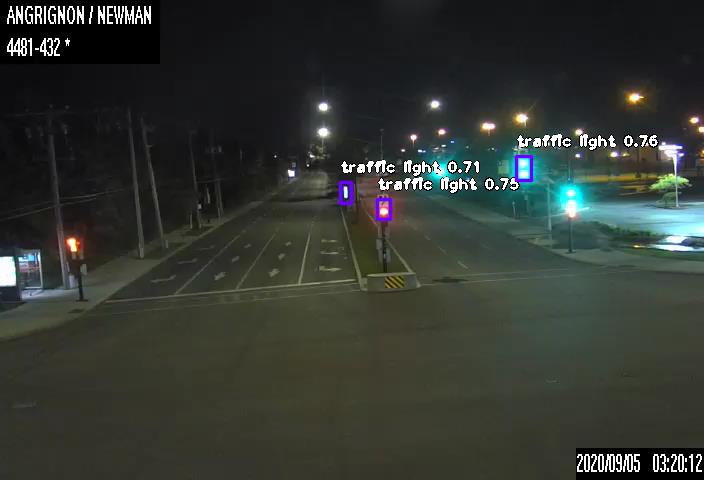 ANGRIGNON / NEWMAN
4481-432 *
traffic light 0.76
traffic light 0.71
traffic light 0.75
2020/09/05 03:20:12